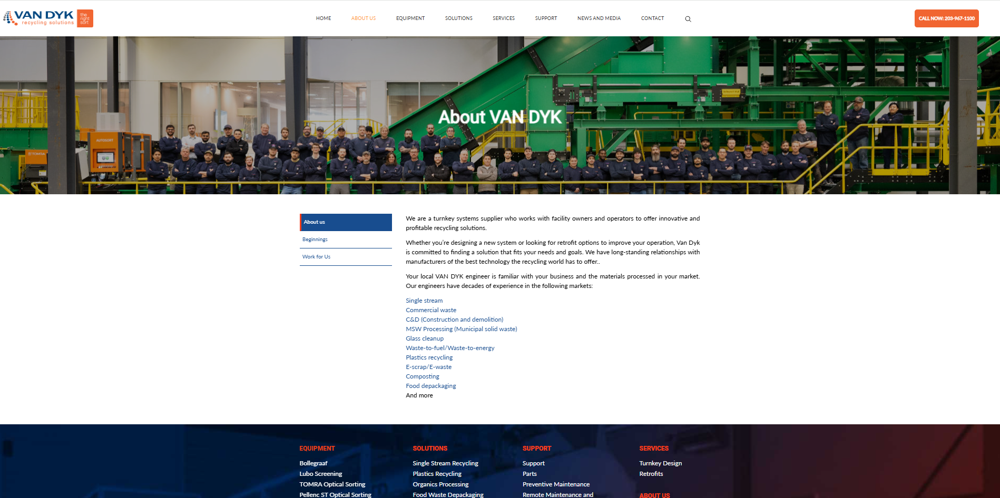 VAN DYK
recycling solutions
the
right
sort
HOME
ABOUT US
EQUIPMENT
SOLUTIONS
SERVICES
SUPPORT
NEWS AND MEDIA
CONTACT
CALL NOW: 203-967-1100
About VAN DYK
AUTOSORT
TOMRA
About us
Beginnings
Work for Us
We are a turnkey systems supplier who works with facility owners and operators to offer innovative and
profitable recycling solutions.
Whether you're designing a new system or looking for retrofit options to improve your operation, Van Dyk
is committed to finding a solution that fits your needs and goals. We have long-standing relationships with
manufacturers of the best technology the recycling world has to offer..
Your local VAN DYK engineer is familiar with your business and the materials processed in your market.
Our engineers have decades of experience in the following markets:
Single stream
Commercial waste
C&D (Construction and demolition)
MSW Processing (Municipal solid waste)
Glass cleanup
Waste-to-fuel/Waste-to-energy
Plastics recycling
E-scrap/E-waste
Composting
Food depackaging
And more
EQUIPMENT
Bollegraaf
Lubo Screening
TOMRA Optical Sorting
Pellenc ST Optical Sorting
SOLUTIONS
Single Stream Recycling
Plastics Recycling
Organics Processing
Food Waste Depackaging
SUPPORT
Support
Parts
Preventive Maintenance
Remote Maintenance and
SERVICES
Turnkey Design
Retrofits
ABOUT US